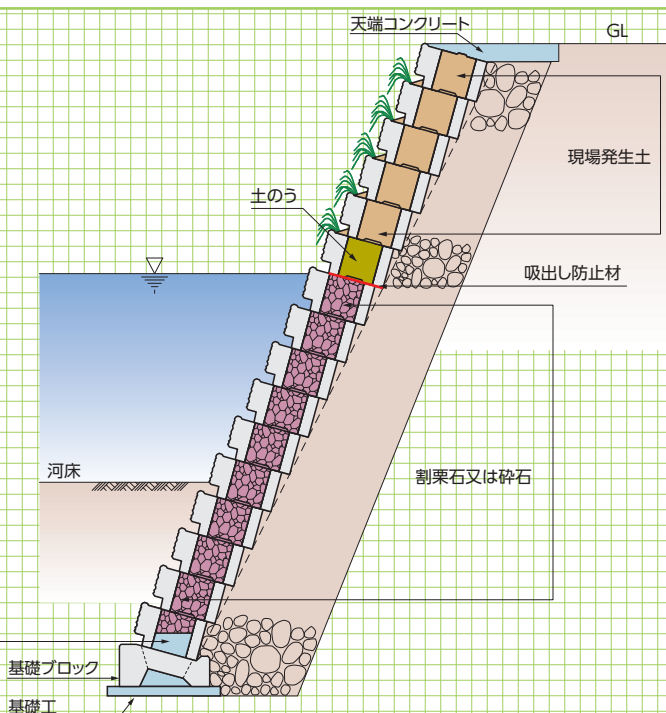 天端コンクリート
GL
現場発生土
土のう
吸出し防止材
河床
割栗石又は砕石
基礎ブロック
基礎工